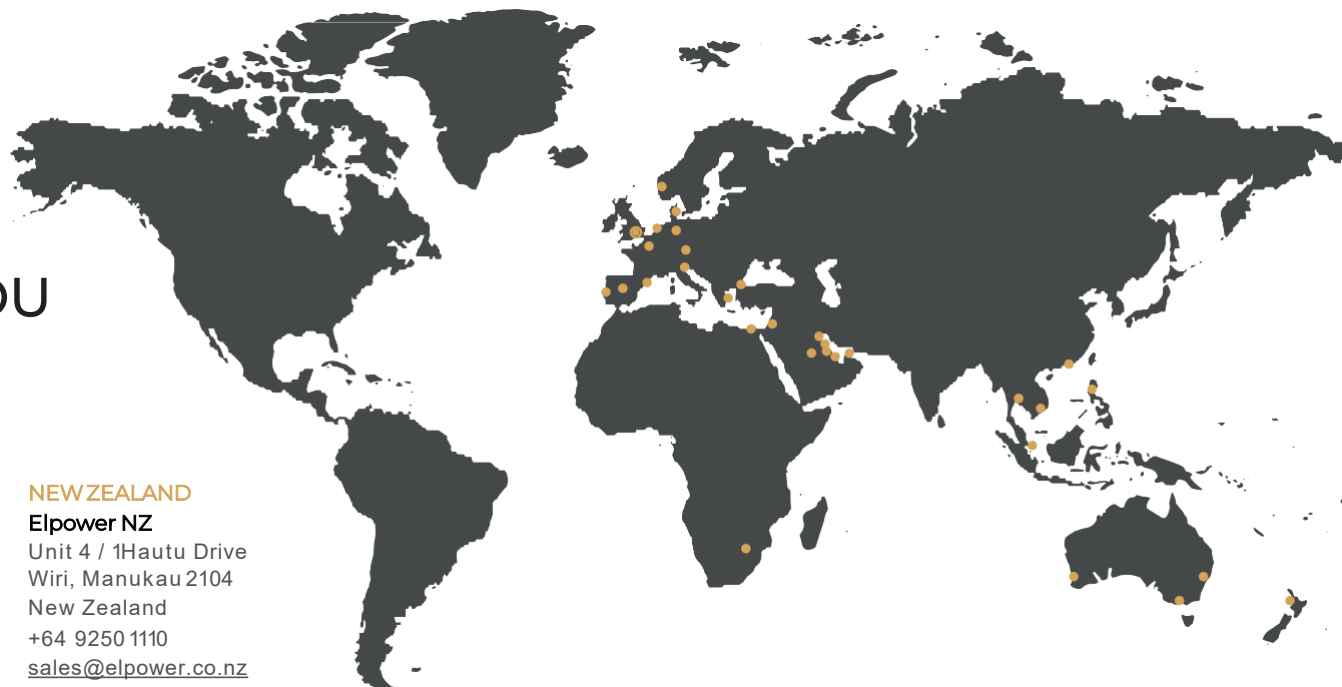 OU
NEW ZEALAND
Elpower NZ
Unit 4 / 1Hautu Drive
Wiri, Manukau 2104
New Zealand
+64 9250 1110
sales@elpower.co.nz